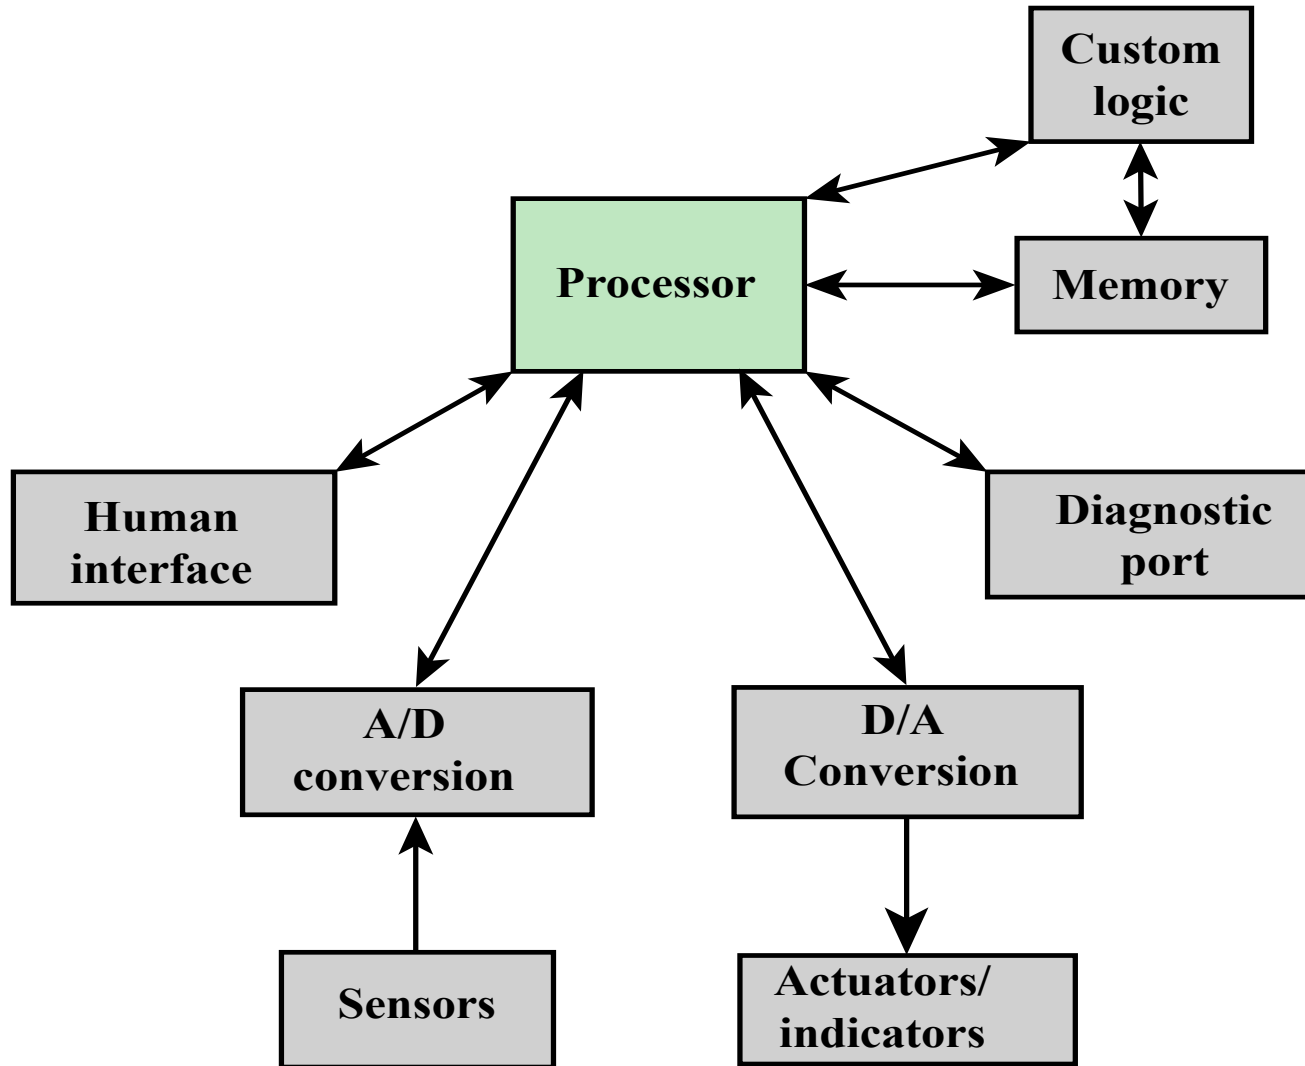 Custom
logic
Processor
Memory
Human
interface
Diagnostic
port
A/D
conversion
D/A
Conversion
Sensors
Actuators/
indicators